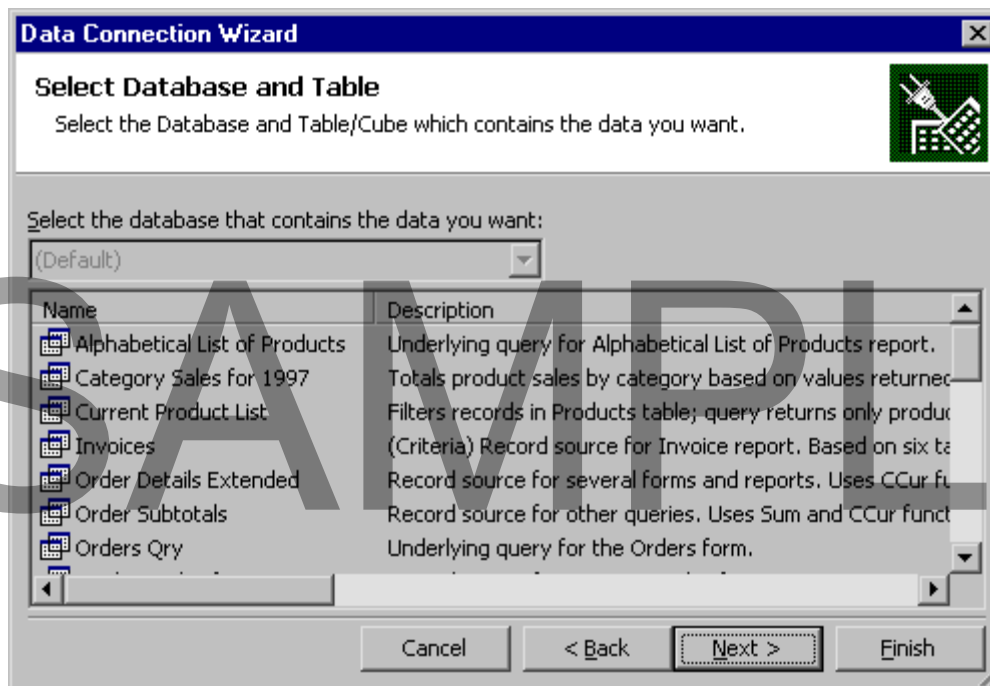 Data Connection Wizard
Select Database and Table
Select the Database and Table/Cube which contains the data you want.
Select the database that contains the data you want:
(Default)
Name Description
Alphabetical List of Products Underlying query for Alphabetical List of Products report.
Category Sales for 1997 Totals product sales by category based on values returned
Current Product List Filters records in Products table; query returns only produc
Invoices (Criteria) Record source for Invoice report. Based on six ta
Order Details Extended Record source for several forms and reports. Uses CCur fu
Order Subtotals Record source for other queries. Uses Sum and CCur funct
Orders Qry Underlying query for the Orders form.
SAMPL
Cancel < Back Next > Finish